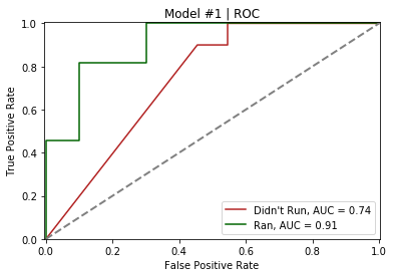 Model #1 | ROC
1.0
0.8
0.6
0.4
0.2
0.0
True Positive Rate
Didn't Run, AUC = 0.74
Ran, AUC = 0.91
0.0 0.2 0.4 0.6 0.8 1.0
False Positive Rate